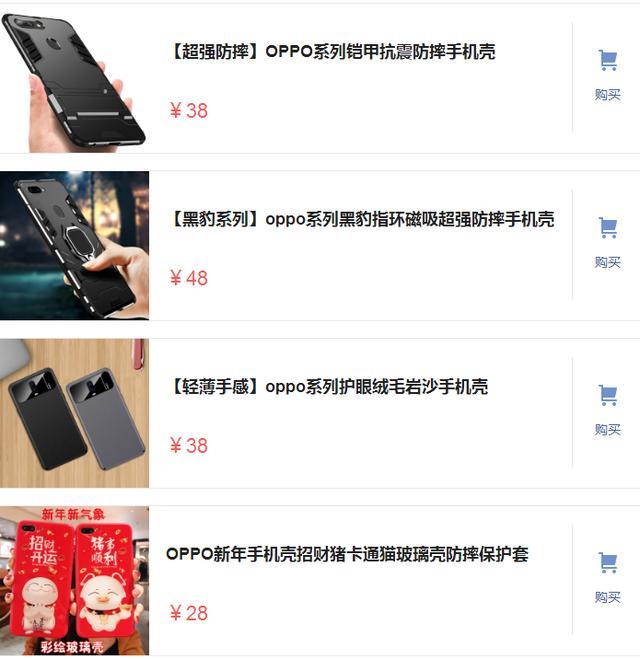 【超强防摔】OPPO系列铠甲抗震防摔手机壳
¥38
购买
【黑豹系列】oppo系列黑豹指环磁吸超强防摔手机壳
¥48
购买
【轻薄手感】oppo系列护眼绒毛岩沙手机壳
¥38
购买
新年新气象
招财
开运
猪事
顺利
彩绘玻璃壳
OPPO新年手机壳招财猪卡通猫玻璃壳防摔保护套
¥28
购买